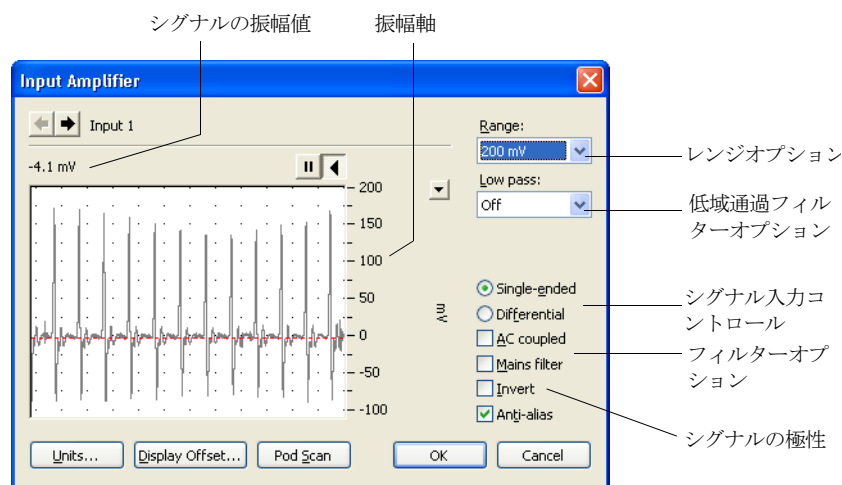 シグナルの振幅値
振幅軸
Input Amplifier
Input 1
Range:
200 mV
レンジオプション
-4.1 mV
Low pass:
Off
低域通過フィル
ターオプション
200
150
100
50
0
-50
-100
mV
Single-ended
Differential
シグナル入力コ
ントロール
AC coupled
Mains filter
フィルターオプ
ション
Invert
Anti-alias
シグナルの極性
Units...
Display Offset...
Pod Scan
OK
Cancel